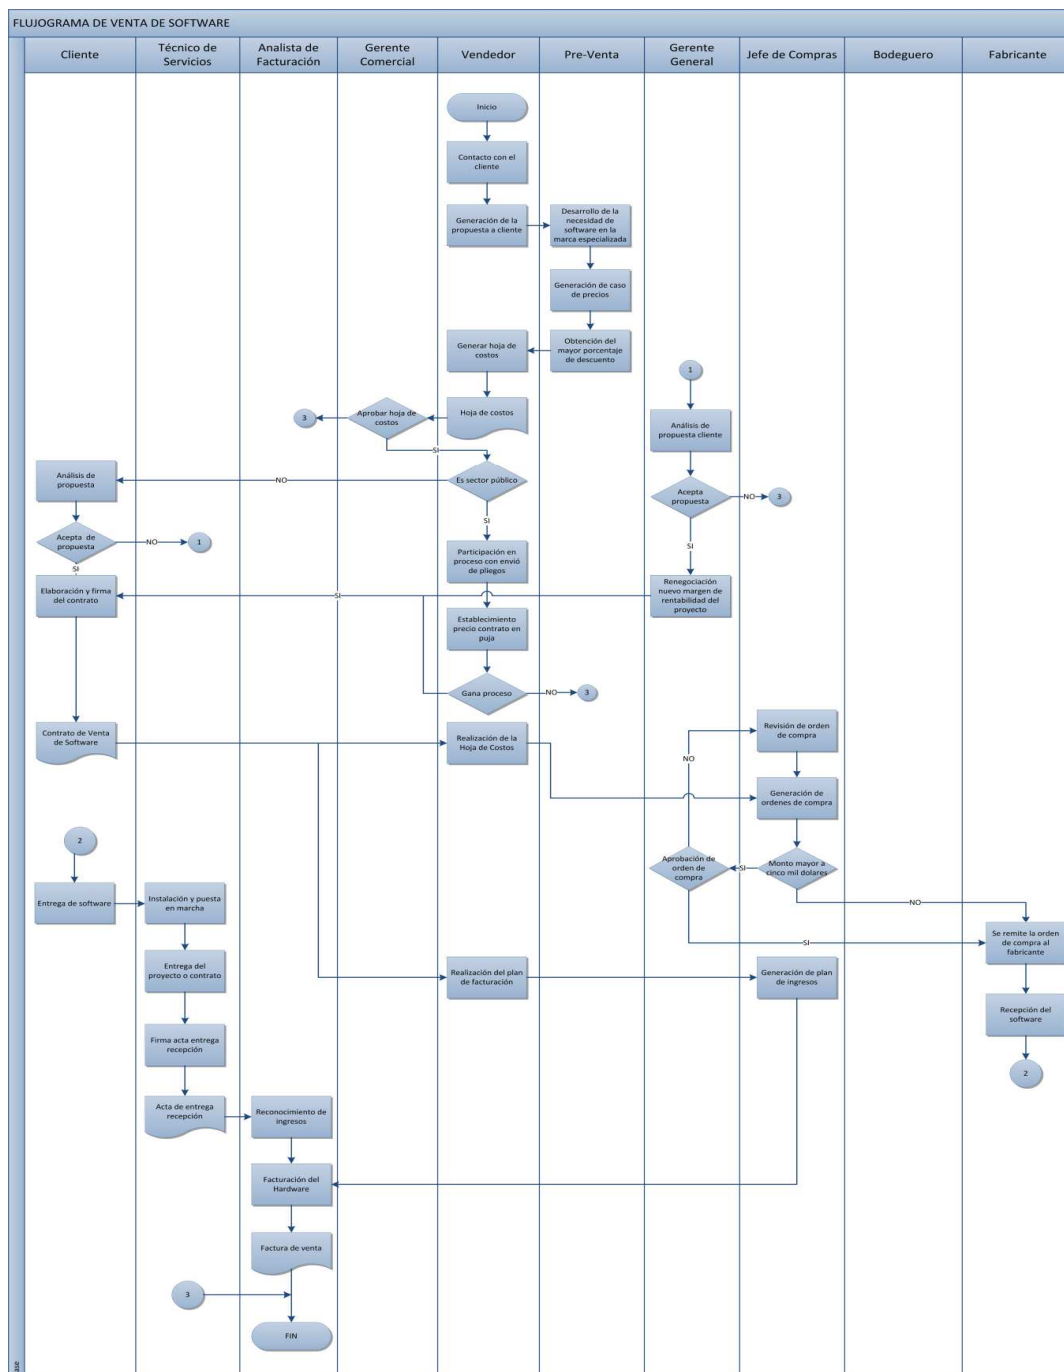 FLUJOGRAMA DE VENTA DE SOFTWARE
Cliente
Técnico de
Servicios
Analista de
Facturación
Gerente
Comercial
Vendedor
Pre-Venta
Gerente
General
Jefe de Compras
Bodeguero
Fabricante
Inicio
Contacto con el
cliente
Generación de la
propuesta a cliente
Desarrollo de la
necesidad de
software en la
marca especializada
Generación de caso
de precios
Generar hoja de
costos
Obtención del
mayor porcentaje
de descuento
1
3
Aprobar hoja de
costos
Hoja de costos
Análisis de
propuesta cliente
SI
Análisis de
propuesta
NO
Es sector público
Acepta
propuesta
NO
3
SI
Acepta de
propuesta
NO
1
SI
Participación en
proceso con envió
de pliegos
SI
Elaboración y firma
del contrato
SI
Renegociación
nuevo margen de
rentabilidad del
proyecto
Establecimiento
precio contrato en
puja
Gana proceso
NO
3
Contrato de Venta
de Software
Realización de la
Hoja de Costos
Revisión de orden
de compra
NO
Generación de
ordenes de compra
2
Aprobación de
orden de
compra
SI
Monto mayor a
cinco mil dolares
Entrega de software
Instalación y puesta
en marcha
NO
SI
Se remite la orden
de compra al
fabricante
Entrega del
proyecto o contrato
Realización del plan
de facturación
Generación de plan
de ingresos
Recepción del
software
Firma acta entrega
recepción
2
Acta de entrega
recepción
Reconocimiento de
ingresos
Facturación del
Hardware
Factura de venta
3
FIN
ase